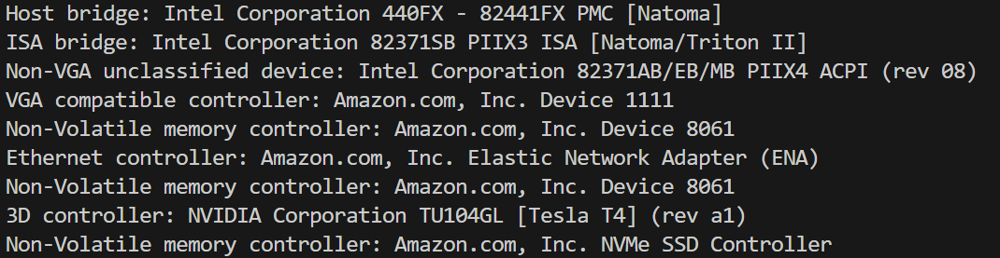 Host bridge: Intel Corporation 440FX - 82441FX PMC [Natoma]
ISA bridge: Intel Corporation 82371SB PIIX3 ISA [Natoma/Triton II]
Non-VGA unclassified device: Intel Corporation 82371AB/EB/MB PIIX4 ACPI (rev 08)
VGA compatible controller: Amazon.com, Inc. Device 1111
Non-Volatile memory controller: Amazon.com, Inc. Device 8061
Ethernet controller: Amazon.com, Inc. Elastic Network Adapter (ENA)
Non-Volatile memory controller: Amazon.com, Inc. Device 8061
3D controller: NVIDIA Corporation TU104GL [Tesla T4] (rev a1)
Non-Volatile memory controller: Amazon.com, Inc. NVMe SSD Controller